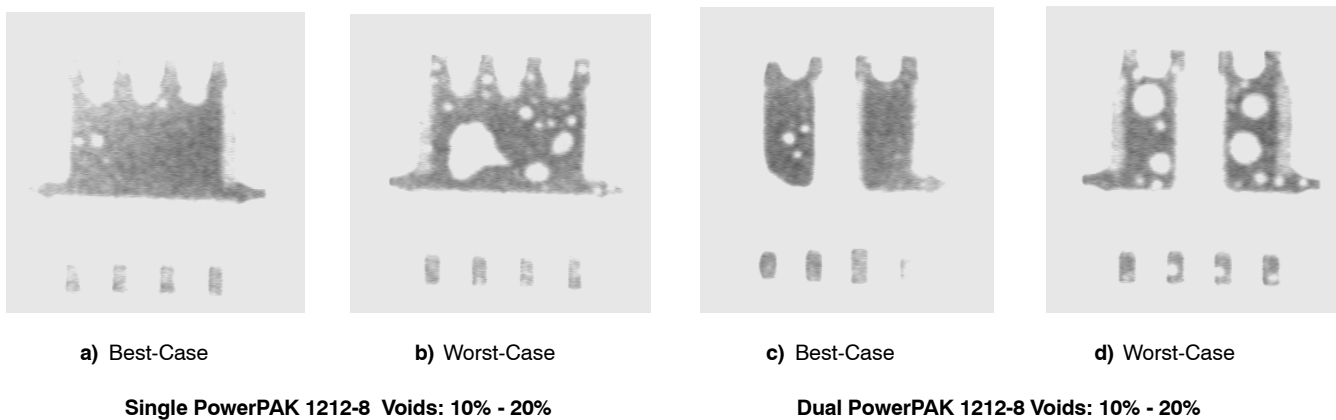 a) Best-Case
b) Worst-Case
c) Best-Case
d) Worst-Case
Single PowerPAK 1212-8 Voids: 10% - 20%
Dual PowerPAK 1212-8 Voids: 10% - 20%